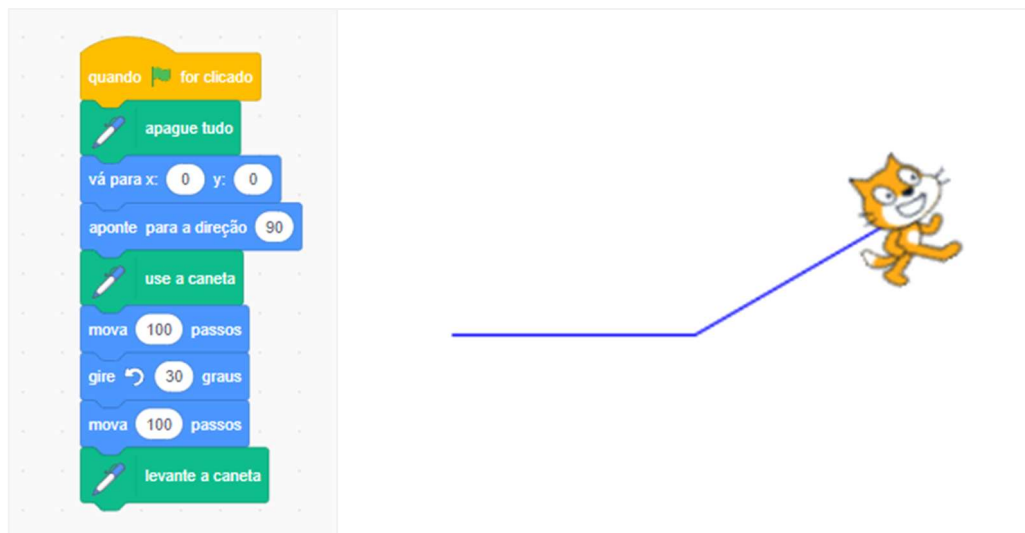 quando for clicado
apague tudo
vá para x: 0 y: 0
aponte para a direção 90
use a caneta
mova 100 passos
gire 30 graus
mova 100 passos
levante a caneta